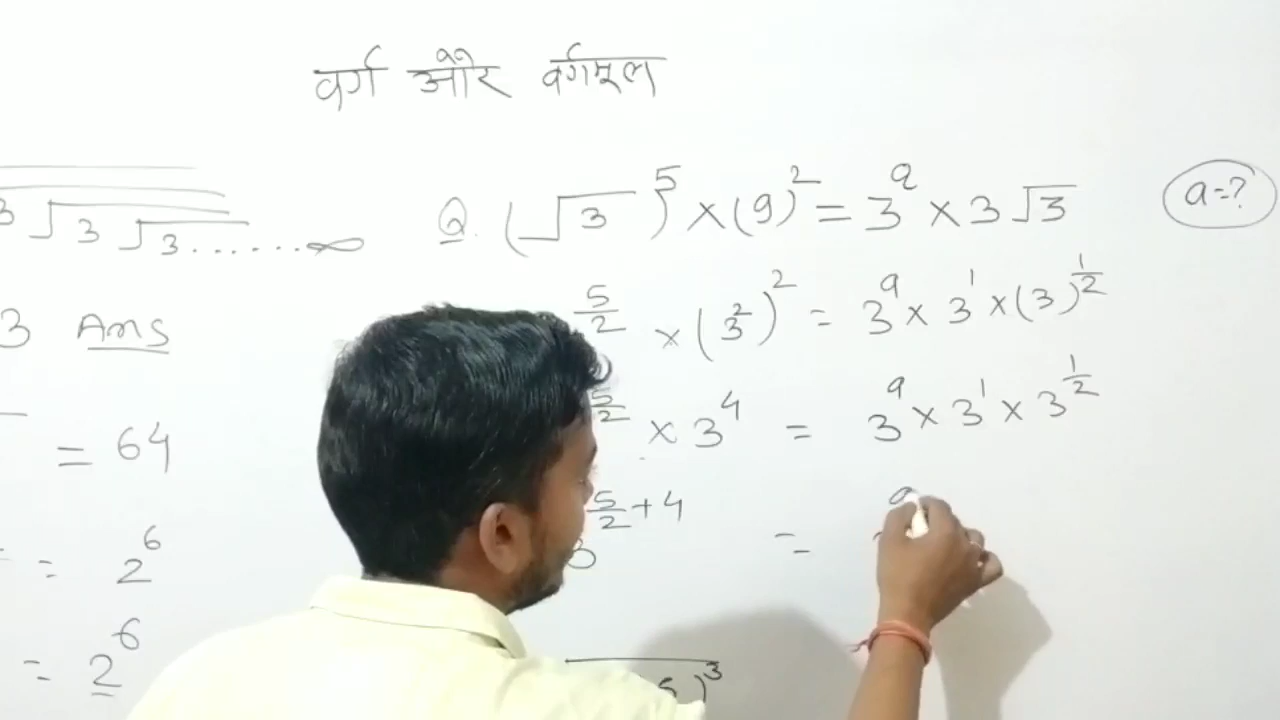 वर्ग और वर्गमूल
3 √3 √3......∞
Q. (√3)^5 × (9)^2 = 3^a × 3√3
a=?
5/2 × (3^2)^2 = 3^a × 3^1 × (3)^1/2
3 Ans
5/2 × 3^4 = 3^a × 3^1 × 3^1/2
= 64
3^5/2+4 = a
= 2^6
= 2^6
)^3